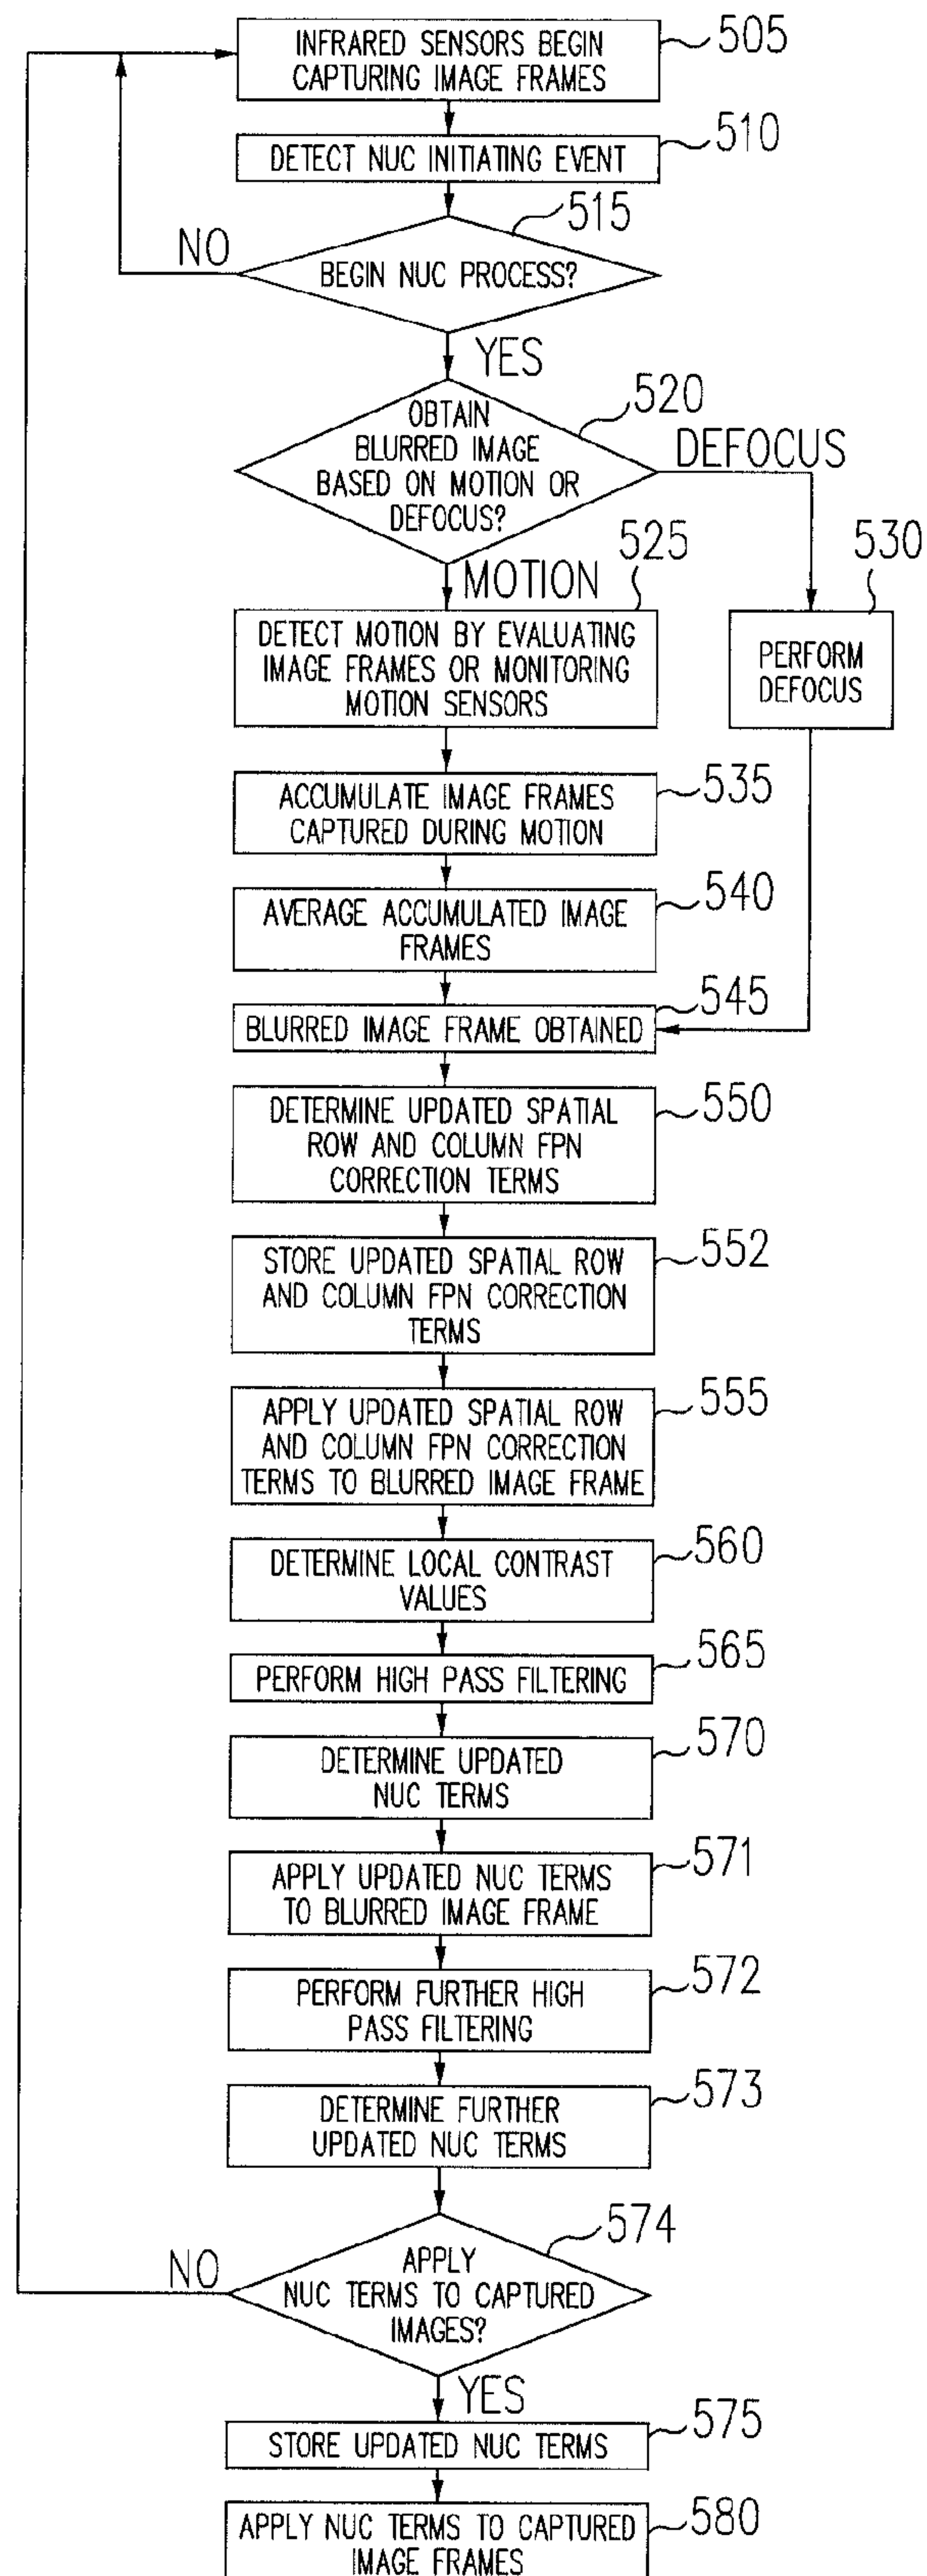 INFRARED SENSORS BEGIN
CAPTURING IMAGE FRAMES
505
DETECT NUC INITIATING EVENT
510
515
NO
BEGIN NUC PROCESS?
YES
520
OBTAIN
BLURRED IMAGE
BASED ON MOTION OR
DEFOCUS?
DEFOCUS
MOTION
525
530
DETECT MOTION BY EVALUATING
IMAGE FRAMES OR MONITORING
MOTION SENSORS
PERFORM
DEFOCUS
ACCUMULATE IMAGE FRAMES
CAPTURED DURING MOTION
535
AVERAGE ACCUMULATED IMAGE
FRAMES
540
BLURRED IMAGE FRAME OBTAINED
545
DETERMINE UPDATED SPATIAL
ROW AND COLUMN FPN
CORRECTION TERMS
550
STORE UPDATED SPATIAL ROW
AND COLUMN FPN CORRECTION
TERMS
552
APPLY UPDATED SPATIAL ROW
AND COLUMN FPN CORRECTION
TERMS TO BLURRED IMAGE FRAME
555
DETERMINE LOCAL CONTRAST
VALUES
560
PERFORM HIGH PASS FILTERING
565
DETERMINE UPDATED
NUC TERMS
570
APPLY UPDATED NUC TERMS
TO BLURRED IMAGE FRAME
571
PERFORM FURTHER HIGH
PASS FILTERING
572
DETERMINE FURTHER
UPDATED NUC TERMS
573
574
NO
APPLY
NUC TERMS TO CAPTURED
IMAGES?
YES
STORE UPDATED NUC TERMS
575
APPLY NUC TERMS TO CAPTURED
IMAGE FRAMES
580